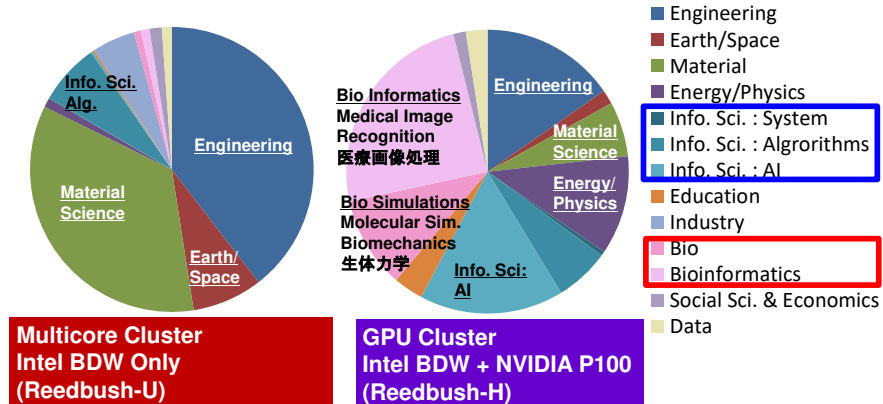 Info. Sci.
Alg.
Engineering
Material
Science
Earth/
Space
Multicore Cluster
Intel BDW Only
(Reedbush-U)
Bio Informatics
Medical Image
Recognition
医療画像処理
Bio Simulations
Molecular Sim.
Biomechanics
生体力学
Engineering
Material
Science
Energy/
Physics
Info. Sci:
AI
GPU Cluster
Intel BDW + NVIDIA P100
(Reedbush-H)
Engineering
Earth/Space
Material
Energy/Physics
Info. Sci. : System
Info. Sci. : Algrorithms
Info. Sci. : AI
Education
Industry
Bio
Bioinformatics
Social Sci. & Economics
Data